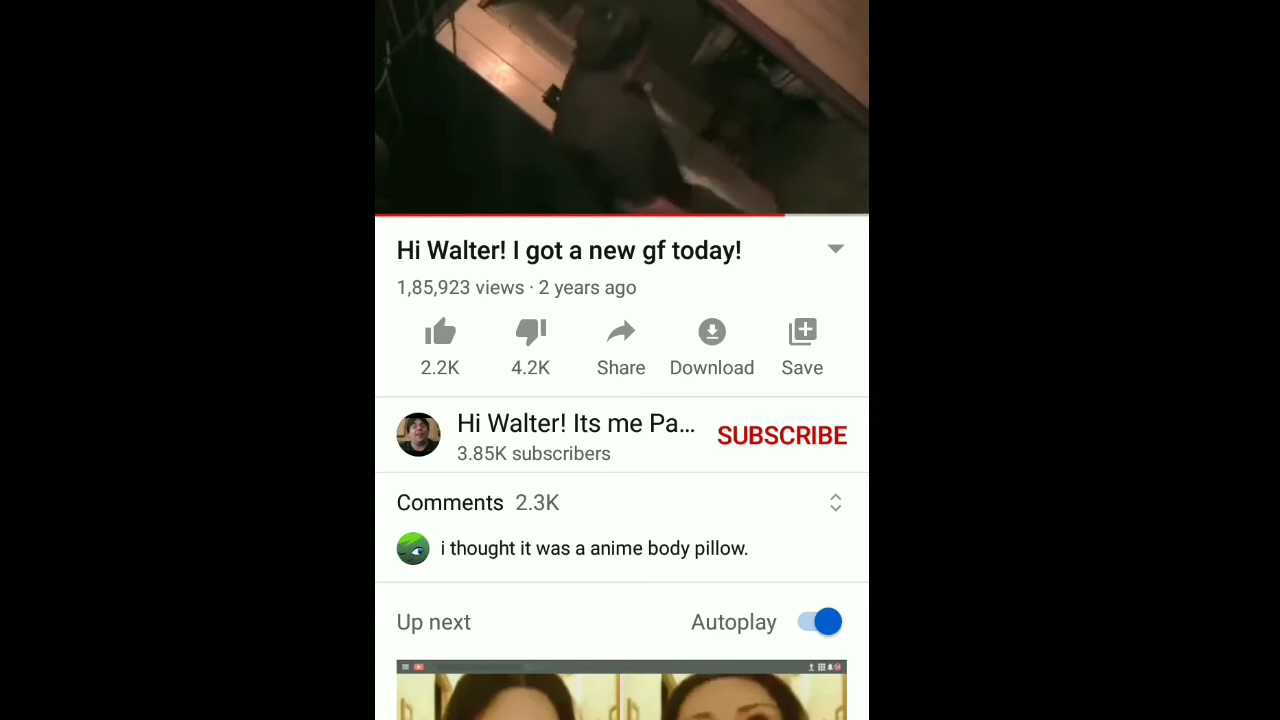 Hi Walter! I got a new gf today!
1,85,923 views · 2 years ago
2.2K
4.2K
Share
Download
Save
Hi Walter! Its me Pa...
3.85K subscribers
SUBSCRIBE
Comments 2.3K
i thought it was a anime body pillow.
Up next
Autoplay